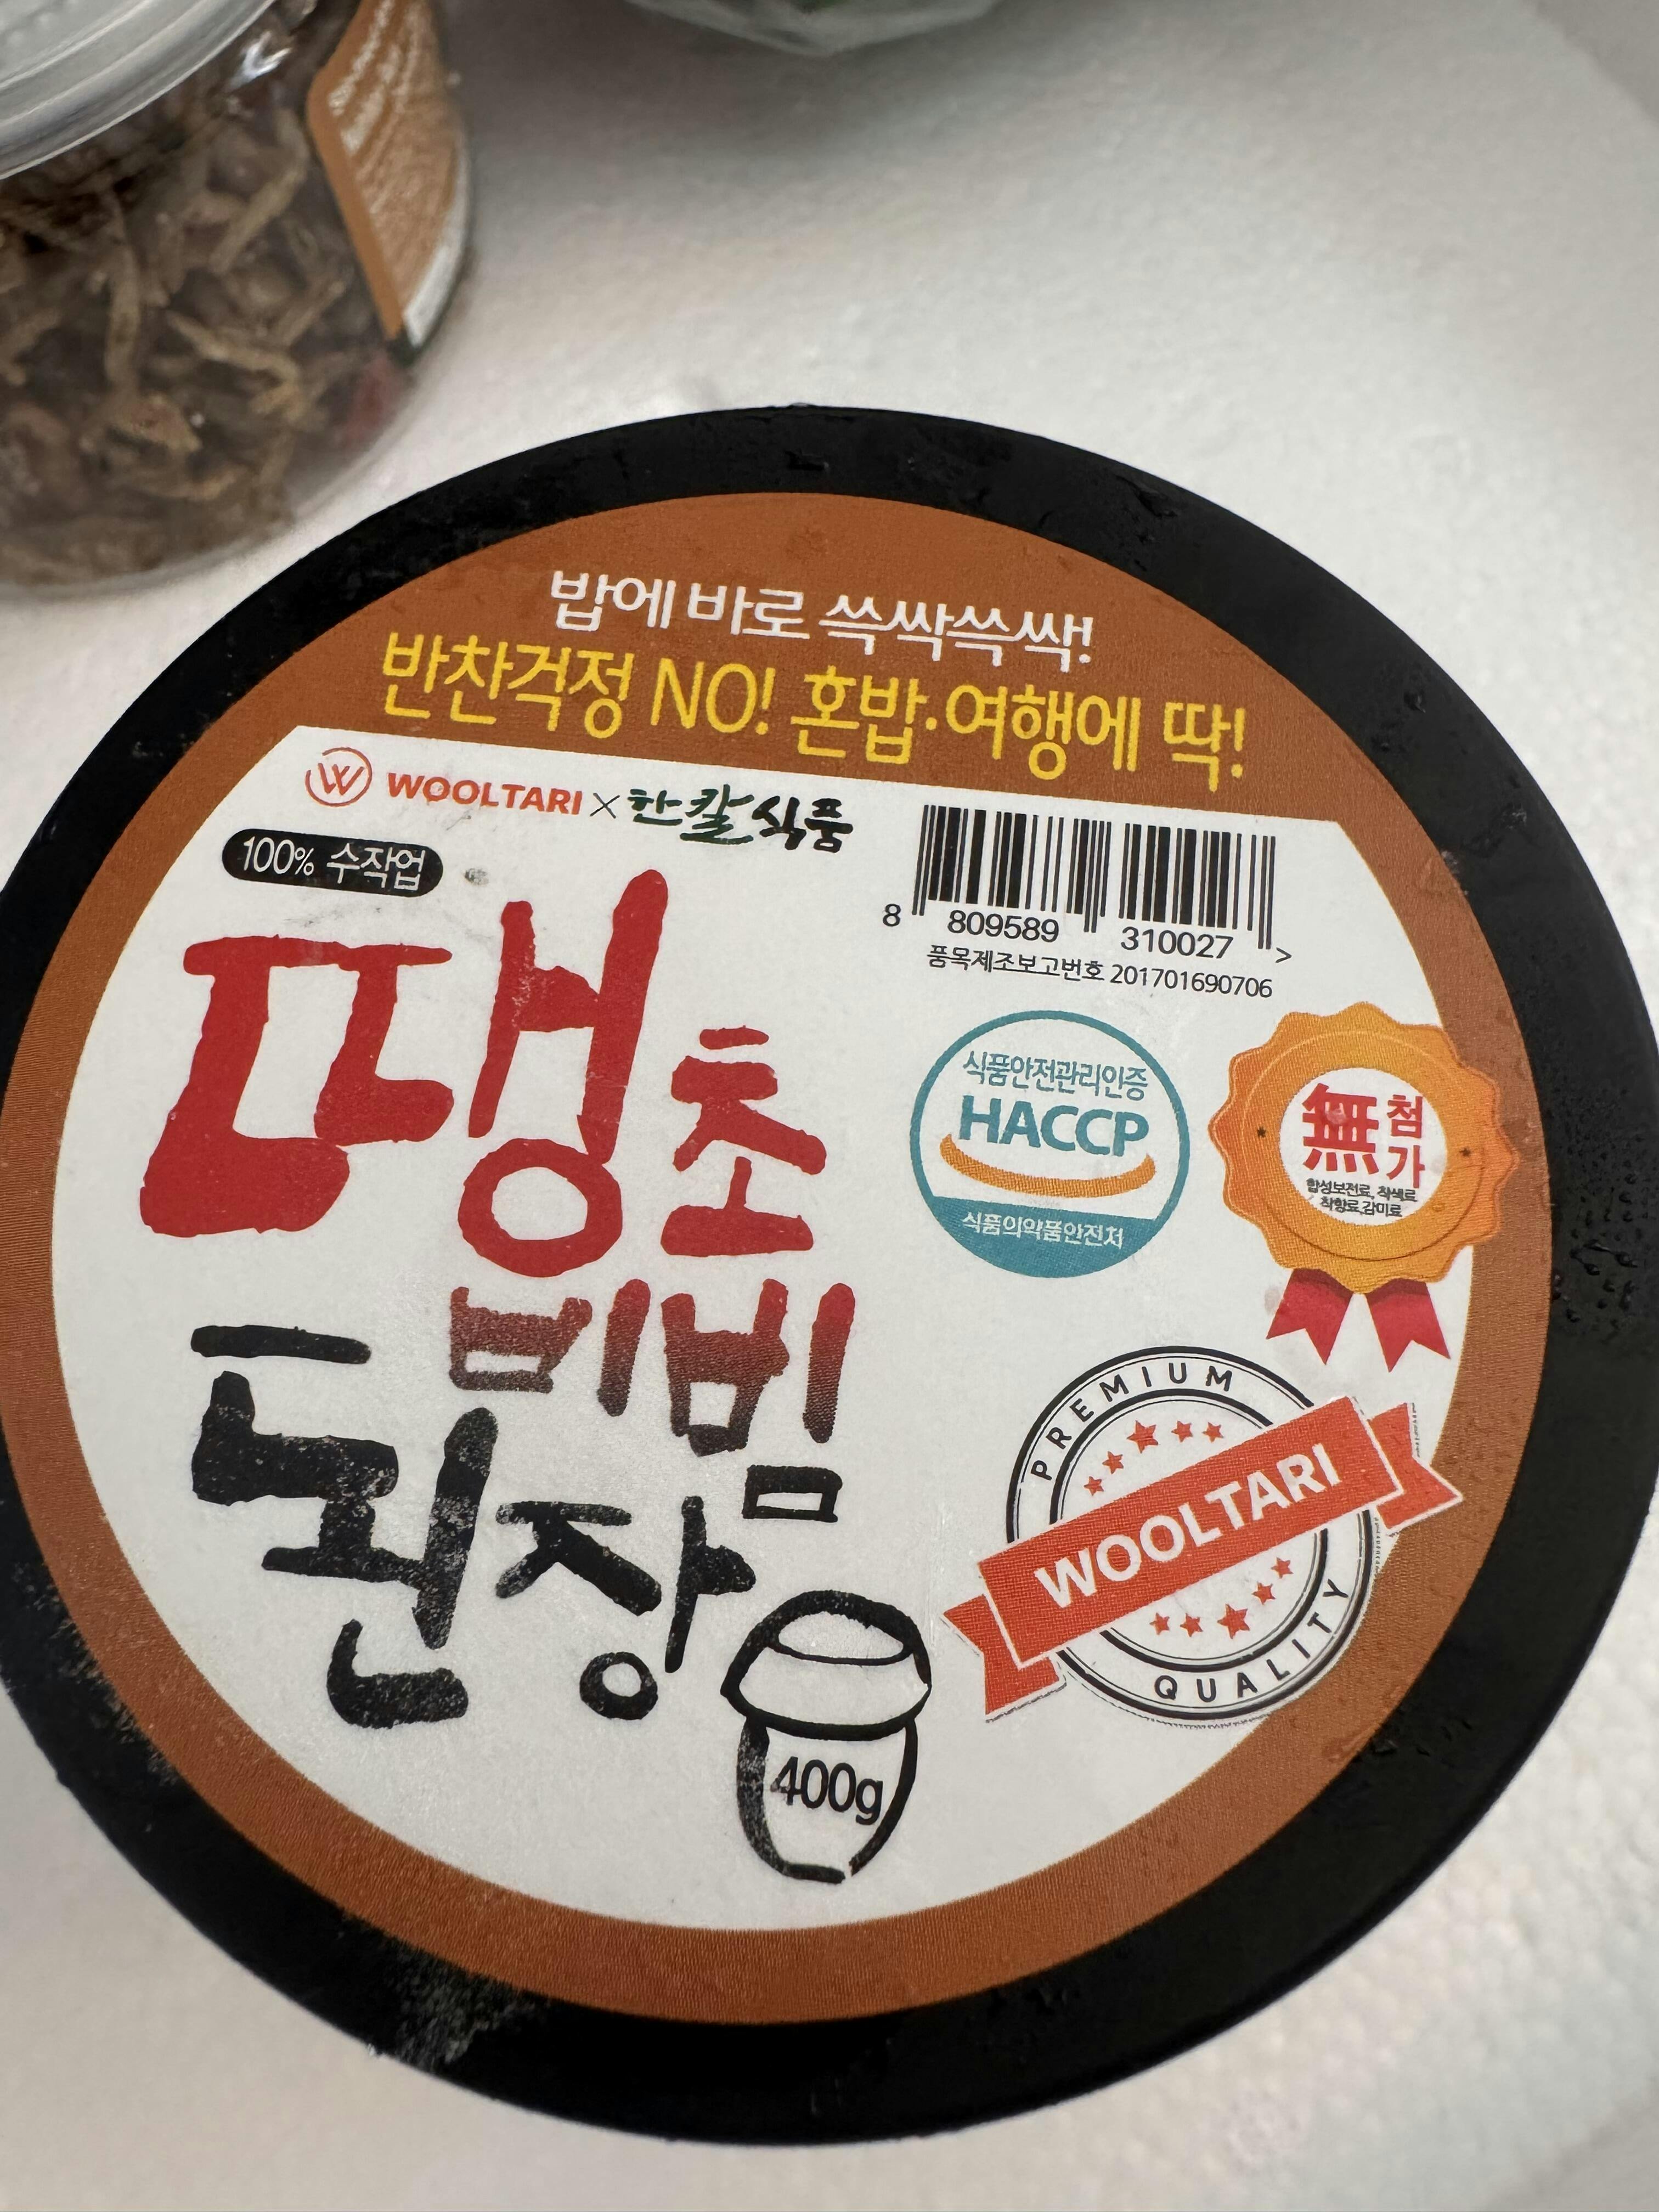 밥에 바로 쓱싹쓱싹!
반찬걱정 NO! 혼밥·여행에 딱!
W WOOLTARI × 한칼식품
100% 수작업
땡초
비빔
된장
400g
8 809589 310027 >
품목제조보고번호 201701690706
식품안전관리인증
HACCP
식품의약품안전처
無첨가
합성보전료, 착색료
착향료,감미료
PREMIUM
WOOLTARI
QUALITY